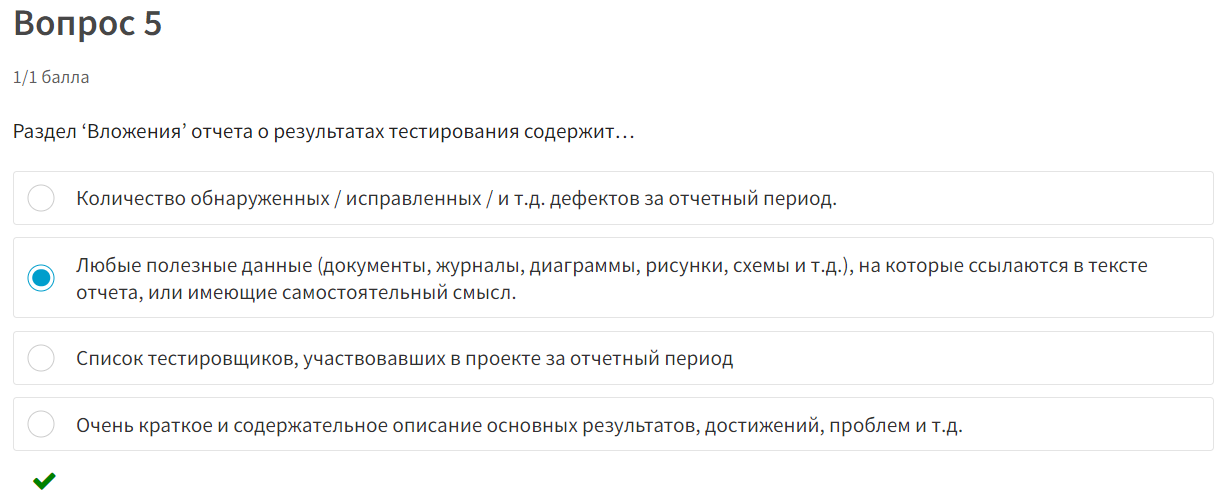 Вопрос 5
1/1 балла
Раздел ‘Вложения’ отчета о результатах тестирования содержит…
Количество обнаруженных / исправленных / и т.д. дефектов за отчетный период.
Любые полезные данные (документы, журналы, диаграммы, рисунки, схемы и т.д.), на которые ссылаются в тексте
отчета, или имеющие самостоятельный смысл.
Список тестировщиков, участвовавших в проекте за отчетный период
Очень краткое и содержательное описание основных результатов, достижений, проблем и т.д.